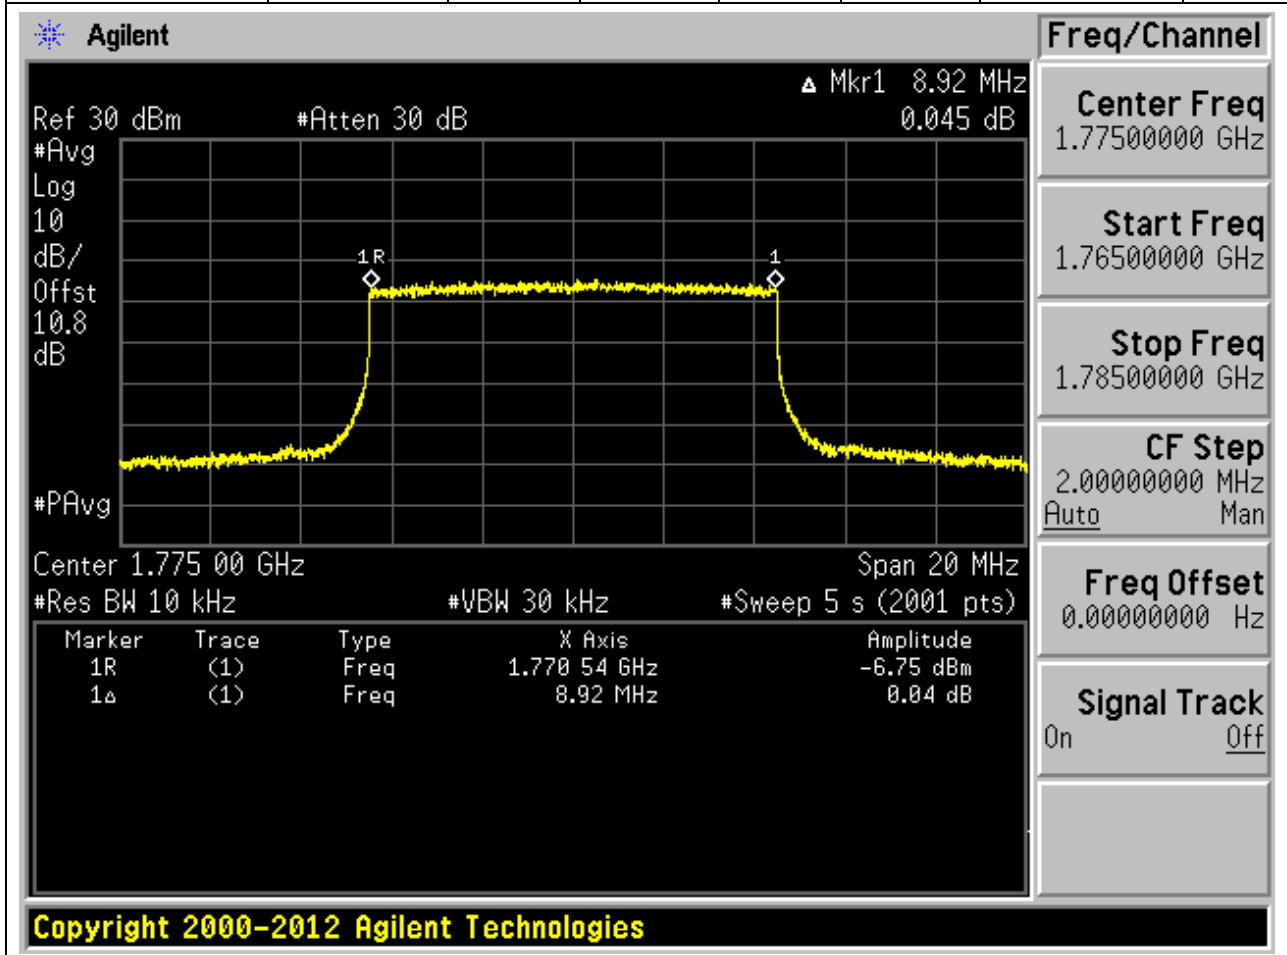 Agilent
Freq/Channel
▵ Mkr1 8.92 MHz
Ref 30 dBm #Atten 30 dB 0.045 dB
#Avg
Log
10
dB/
Offst
10.8
dB
1R
1
#PAvg
Center 1.775 00 GHz Span 20 MHz
#Res BW 10 kHz #VBW 30 kHz #Sweep 5 s (2001 pts)
Marker Trace Type X Axis Amplitude
1R (1) Freq 1.770 54 GHz -6.75 dBm
1▵ (1) Freq 8.92 MHz 0.04 dB
Center Freq
1.77500000 GHz
Start Freq
1.76500000 GHz
Stop Freq
1.78500000 GHz
CF Step
2.00000000 MHz
Auto Man
Freq Offset
0.00000000 Hz
Signal Track
On Off
Copyright 2000-2012 Agilent Technologies